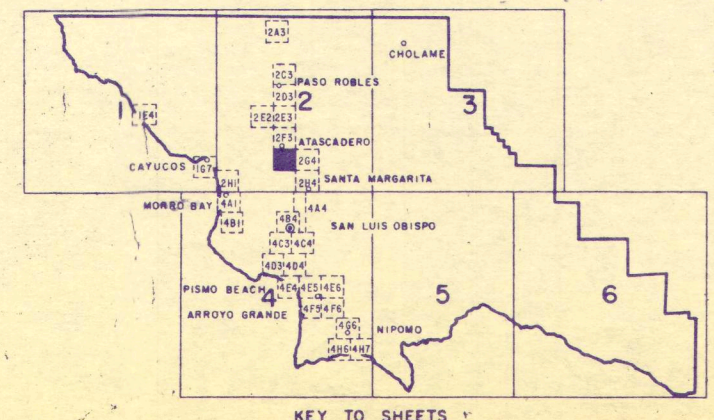 2A3
CHOLAME
2C3
PASO ROBLES
2D3
2
3
1
1E4
2E2 2E3
2F3
ATASCADERO
CAYUCOS
1G7
2G4
2H1
2H4
SANTA MARGARITA
MORRO BAY
4A1
4A4
4B1
4B4
SAN LUIS OBISPO
4C3 4C4
4D3 4D4
PISMO BEACH
4
4E4 4E5 4E6
5
6
ARROYO GRANDE
4F5 4F6
4G6
NIPOMO
4H6 4H7
KEY TO SHEETS